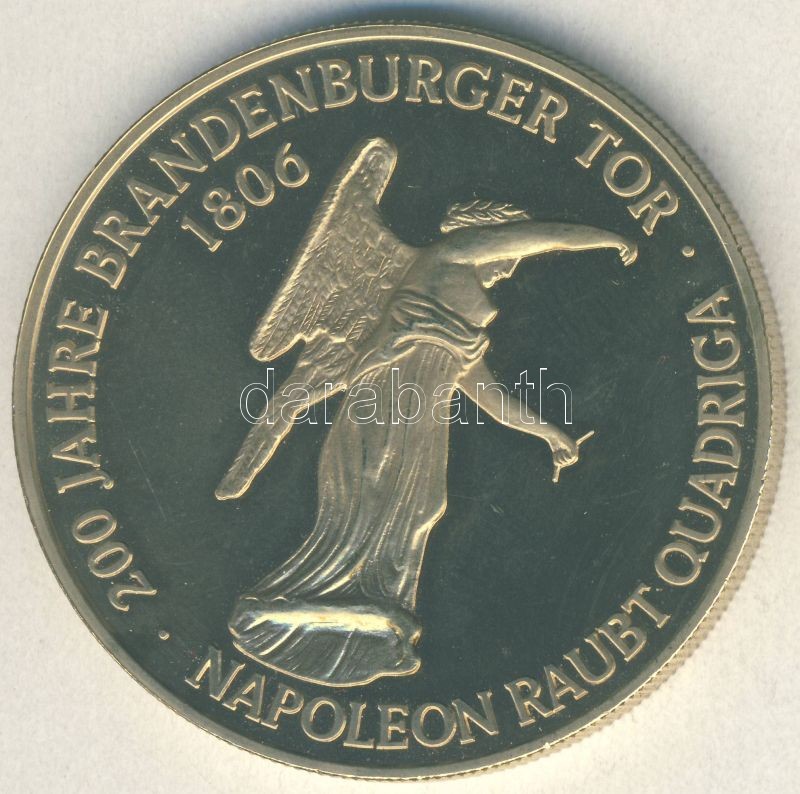 200 JAHRE BRANDENBURGER TOR ·
1806
· NAPOLEON RAUBT QUADRIGA
darabanth